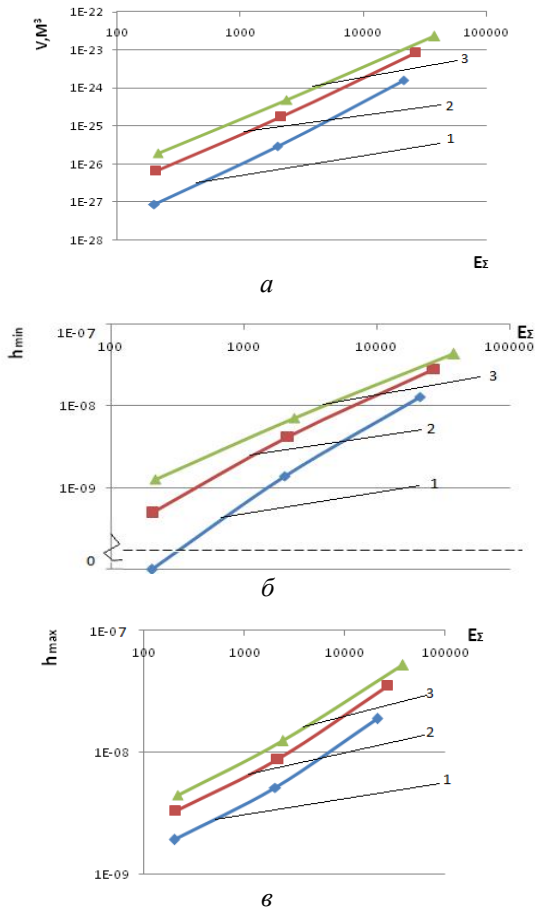 V,M³
1E-22
100 1000 10000 100000
1E-23
3
1E-24
2
1E-25
1
1E-26
1E-27
1E-28
EΣ
а
hmin
1E-07
EΣ
100 1000 10000 100000
3
1E-08
2
1E-09
1
0
б
hmax
1E-07
EΣ
100 1000 10000 100000
3
2
1E-08
1
1E-09
в